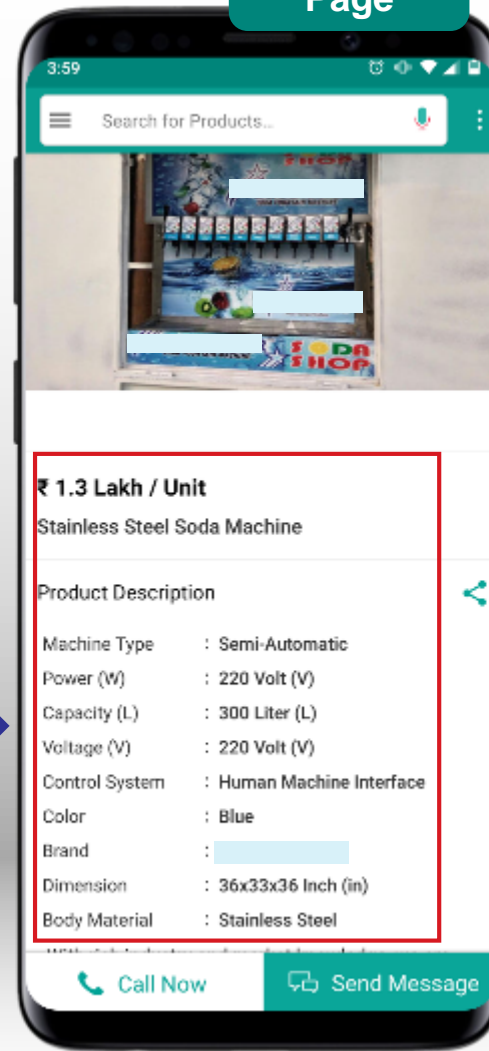 Page
3:59
Search for Products...
SODA
SHOP
₹ 1.3 Lakh / Unit
Stainless Steel Soda Machine
Product Description
Machine Type : Semi-Automatic
Power (W) : 220 Volt (V)
Capacity (L) : 300 Liter (L)
Voltage (V) : 220 Volt (V)
Control System : Human Machine Interface
Color : Blue
Brand :
Dimension : 36x33x36 Inch (in)
Body Material : Stainless Steel
Call Now
Send Message